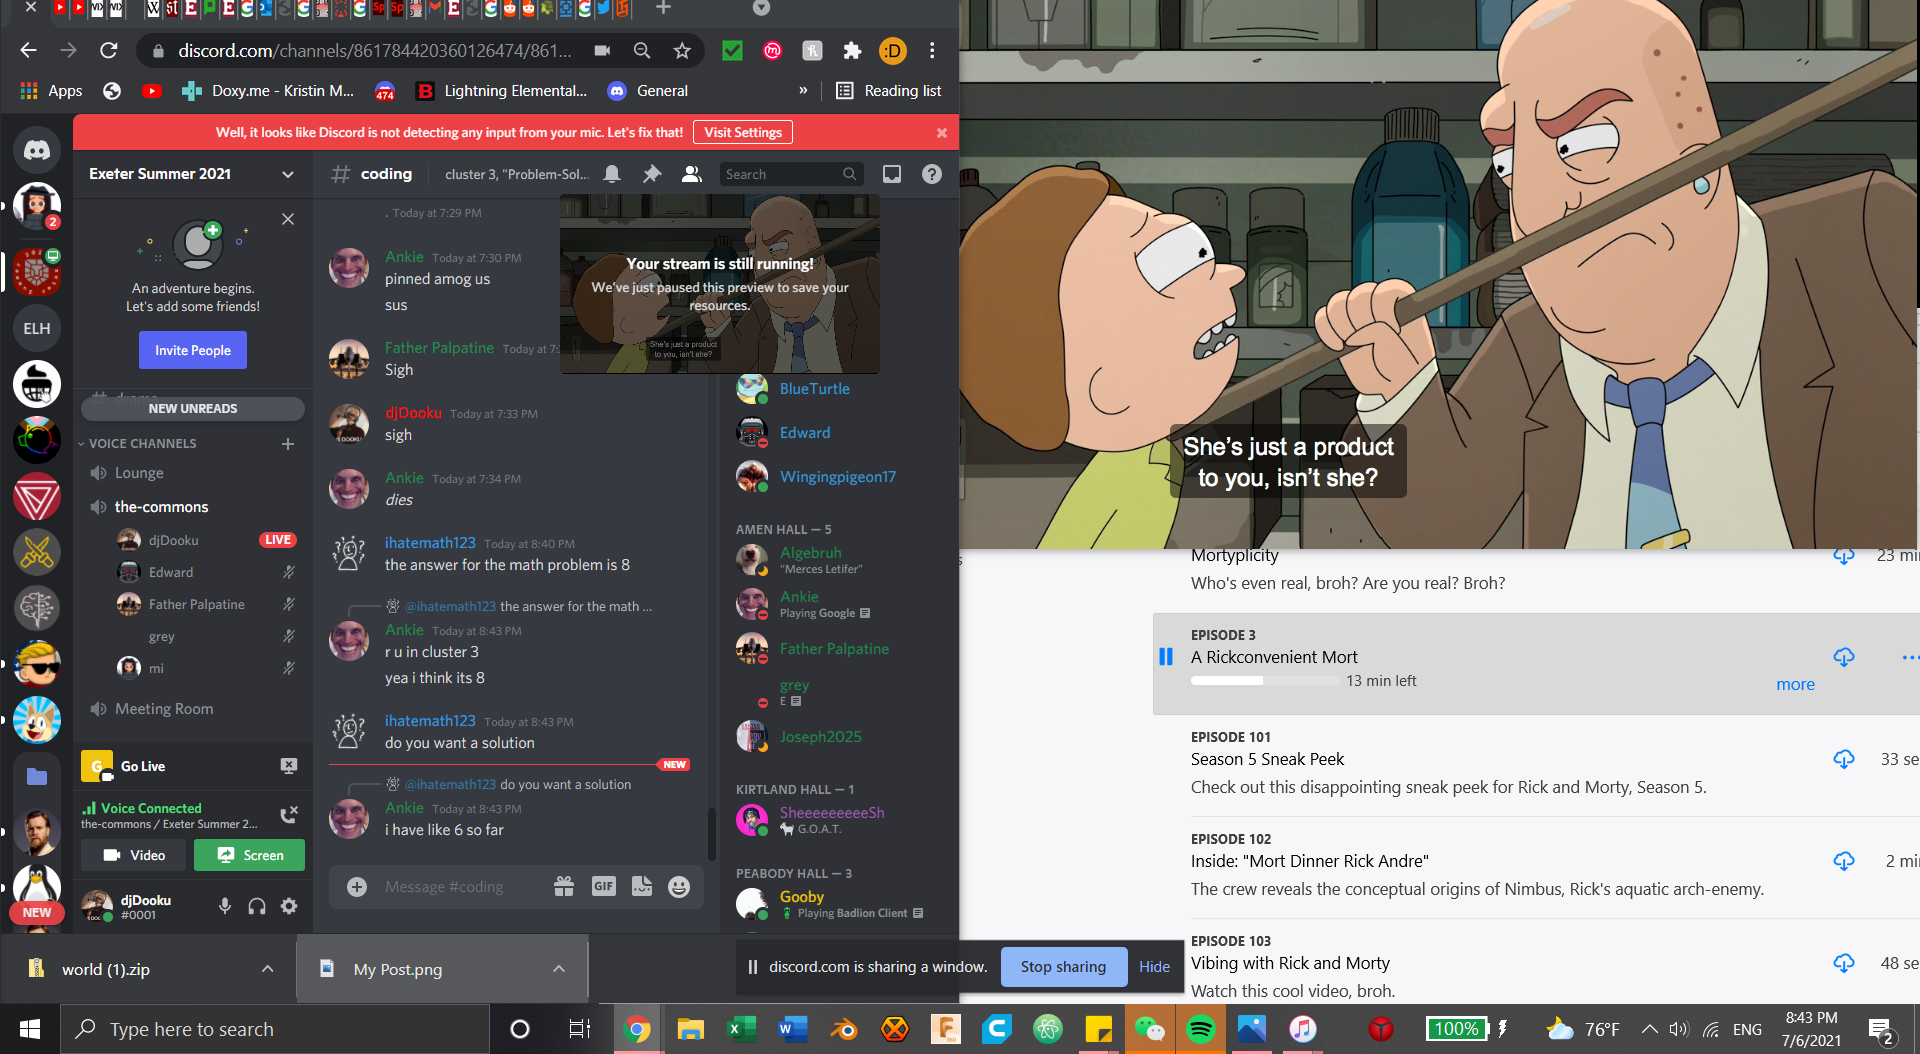 discord.com/channels/861784420360126474/861...
:D
Apps
Doxy.me - Kristin M...
474
Lightning Elemental...
General
»
Reading list
Well, it looks like Discord is not detecting any input from your mic. Let's fix that!
Visit Settings
Exeter Summer 2021
coding
cluster 3, "Problem-Sol...
Search
2
ELH
NEW
An adventure begins.
Let's add some friends!
Invite People
NEW UNREADS
VOICE CHANNELS
Lounge
the-commons
djDooku
LIVE
Edward
Father Palpatine
grey
mi
Meeting Room
G
Go Live
Voice Connected
the-commons / Exeter Summer 2...
Video
Screen
djDooku
#0001
. Today at 7:29 PM
Ankie Today at 7:30 PM
pinned amog us
sus
Father Palpatine Today at 7:
Sigh
djDooku Today at 7:33 PM
sigh
Ankie Today at 7:34 PM
dies
ihatemath123 Today at 8:40 PM
the answer for the math problem is 8
@ihatemath123 the answer for the math ...
Ankie Today at 8:43 PM
r u in cluster 3
yea i think its 8
ihatemath123 Today at 8:43 PM
do you want a solution
NEW
@ihatemath123 do you want a solution
Ankie Today at 8:43 PM
i have like 6 so far
Message #coding
GIF
Your stream is still running!
We've just paused this preview to save your
resources.
She's just a product
to you, isn't she?
BlueTurtle
Edward
Wingingpigeon17
AMEN HALL — 5
Algebruh
"Merces Letifer"
Ankie
Playing Google
Father Palpatine
grey
E
Joseph2025
KIRTLAND HALL — 1
SheeeeeeeeeSh
G.O.A.T.
PEABODY HALL — 3
Gooby
Playing Badlion Client
She's just a product
to you, isn't she?
Mortyplicity
23 mi
Who's even real, broh? Are you real? Broh?
EPISODE 3
A Rickconvenient Mort
13 min left
more
EPISODE 101
Season 5 Sneak Peek
33 se
Check out this disappointing sneak peek for Rick and Morty, Season 5.
EPISODE 102
Inside: "Mort Dinner Rick Andre"
2 mi
The crew reveals the conceptual origins of Nimbus, Rick's aquatic arch-enemy.
EPISODE 103
Vibing with Rick and Morty
48 se
Watch this cool video, broh.
world (1).zip
My Post.png
discord.com is sharing a window.
Stop sharing
Hide
Type here to search
100%
76°F
ENG
8:43 PM
7/6/2021
2